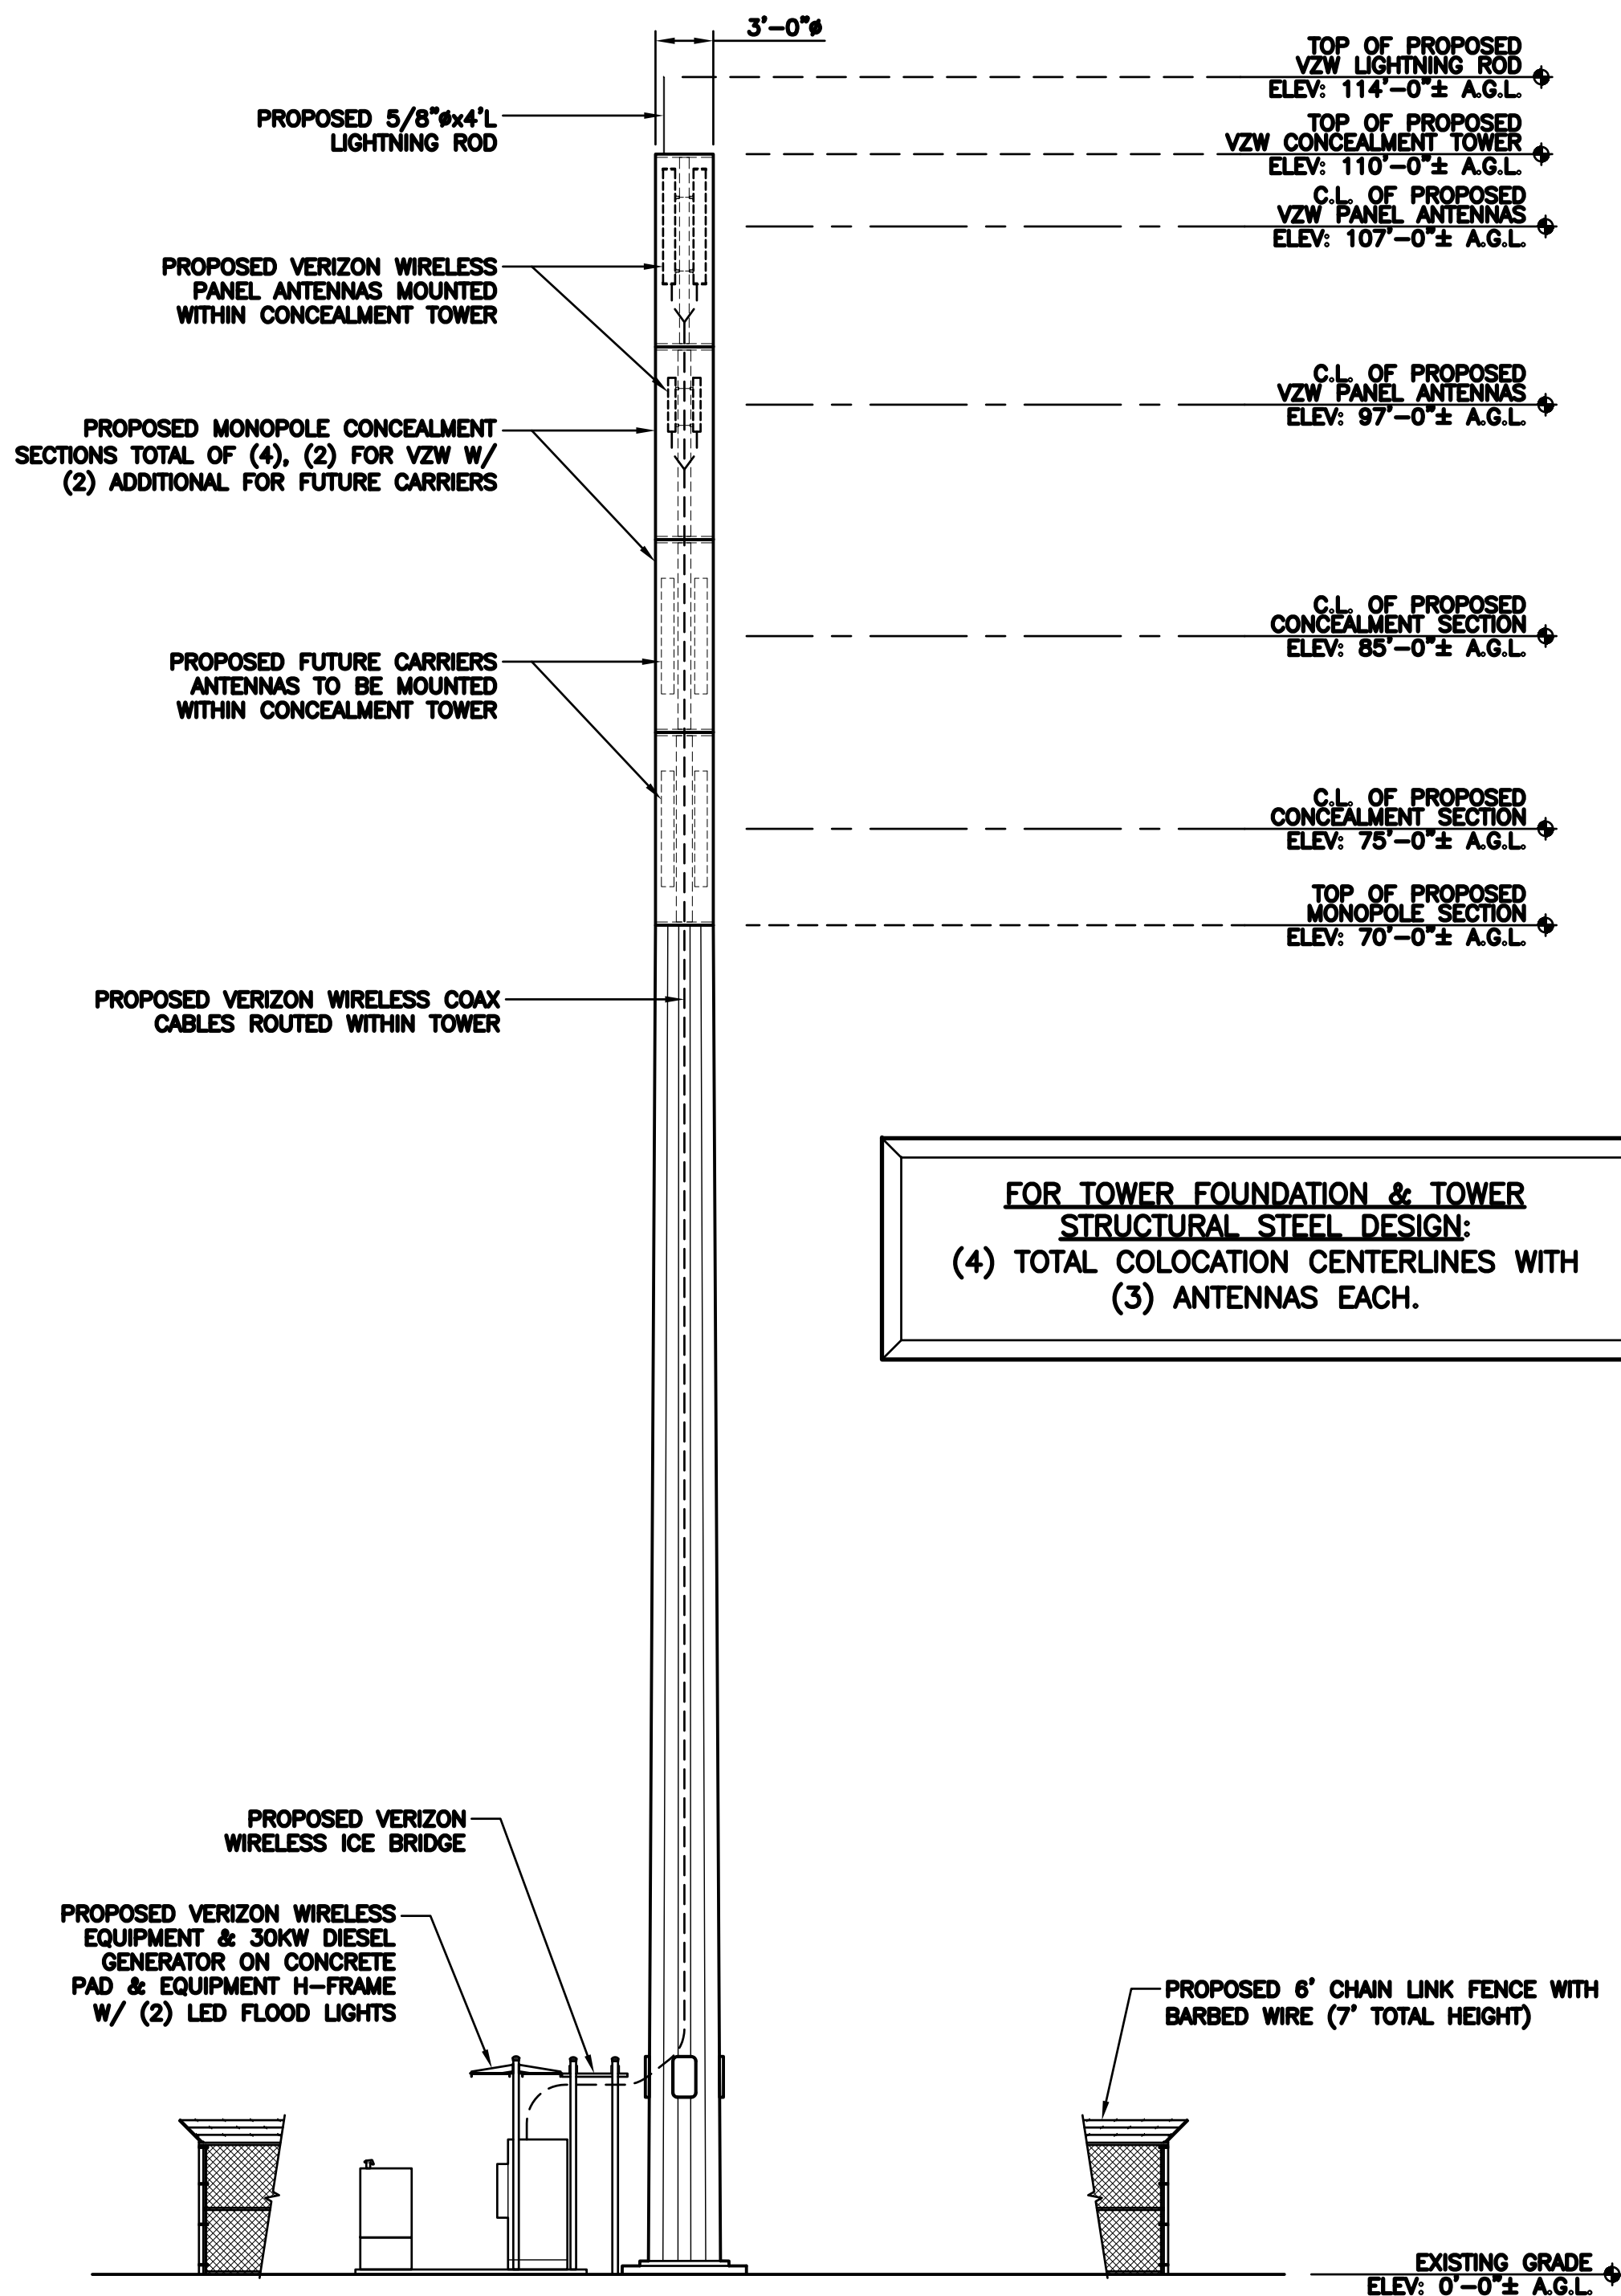 3'-0"ø
TOP OF PROPOSED
VZW LIGHTNING ROD
ELEV: 114'-0"± A.G.L.
PROPOSED 5/8"øx4'L
LIGHTNING ROD
TOP OF PROPOSED
VZW CONCEALMENT TOWER
ELEV: 110'-0"± A.G.L.
C.L. OF PROPOSED
VZW PANEL ANTENNAS
ELEV: 107'-0"± A.G.L.
PROPOSED VERIZON WIRELESS
PANEL ANTENNAS MOUNTED
WITHIN CONCEALMENT TOWER
C.L. OF PROPOSED
VZW PANEL ANTENNAS
ELEV: 97'-0"± A.G.L.
PROPOSED MONOPOLE CONCEALMENT
SECTIONS TOTAL OF (4), (2) FOR VZW W/
(2) ADDITIONAL FOR FUTURE CARRIERS
C.L. OF PROPOSED
CONCEALMENT SECTION
ELEV: 85'-0"± A.G.L.
PROPOSED FUTURE CARRIERS
ANTENNAS TO BE MOUNTED
WITHIN CONCEALMENT TOWER
C.L. OF PROPOSED
CONCEALMENT SECTION
ELEV: 75'-0"± A.G.L.
TOP OF PROPOSED
MONOPOLE SECTION
ELEV: 70'-0"± A.G.L.
PROPOSED VERIZON WIRELESS COAX
CABLES ROUTED WITHIN TOWER
FOR TOWER FOUNDATION & TOWER
STRUCTURAL STEEL DESIGN:
(4) TOTAL COLOCATION CENTERLINES WITH
(3) ANTENNAS EACH.
PROPOSED VERIZON
WIRELESS ICE BRIDGE
PROPOSED VERIZON WIRELESS
EQUIPMENT & 30KW DIESEL
GENERATOR ON CONCRETE
PAD & EQUIPMENT H-FRAME
W/ (2) LED FLOOD LIGHTS
PROPOSED 6' CHAIN LINK FENCE WITH
BARBED WIRE (7' TOTAL HEIGHT)
EXISTING GRADE
ELEV: 0'-0"± A.G.L.